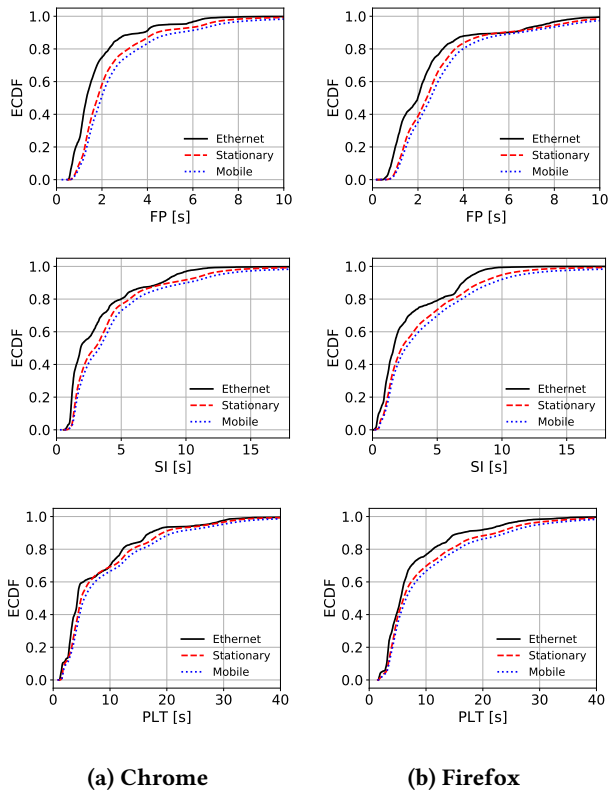 1.0
0.8
0.6
0.4
0.2
0.0
ECDF
Ethernet
Stationary
Mobile
0 2 4 6 8 10
FP [s]
1.0
0.8
0.6
0.4
0.2
0.0
ECDF
Ethernet
Stationary
Mobile
0 2 4 6 8 10
FP [s]
1.0
0.8
0.6
0.4
0.2
0.0
ECDF
Ethernet
Stationary
Mobile
0 5 10 15
SI [s]
1.0
0.8
0.6
0.4
0.2
0.0
ECDF
Ethernet
Stationary
Mobile
0 5 10 15
SI [s]
1.0
0.8
0.6
0.4
0.2
0.0
ECDF
Ethernet
Stationary
Mobile
0 10 20 30 40
PLT [s]
1.0
0.8
0.6
0.4
0.2
0.0
ECDF
Ethernet
Stationary
Mobile
0 10 20 30 40
PLT [s]
(a) Chrome
(b) Firefox